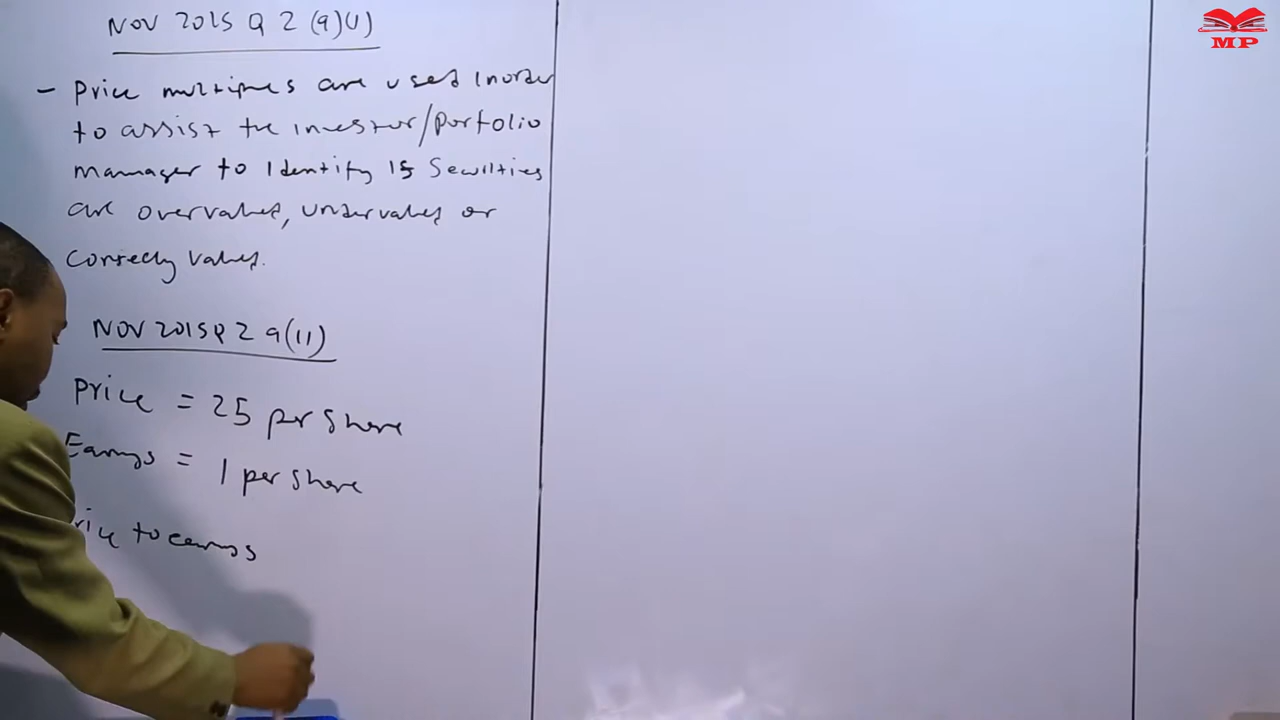 NOV 2015 Q 2 (a)(i)
MP
- Price multiples are used inorder
to assist the investor/porfolio
manager to identify if securities
are overvalued, undervalued or
correctly valued.
NOV 2015 Q 2 a(ii)
Price = 25 per share
Earnings = 1 per share
Price to earnings